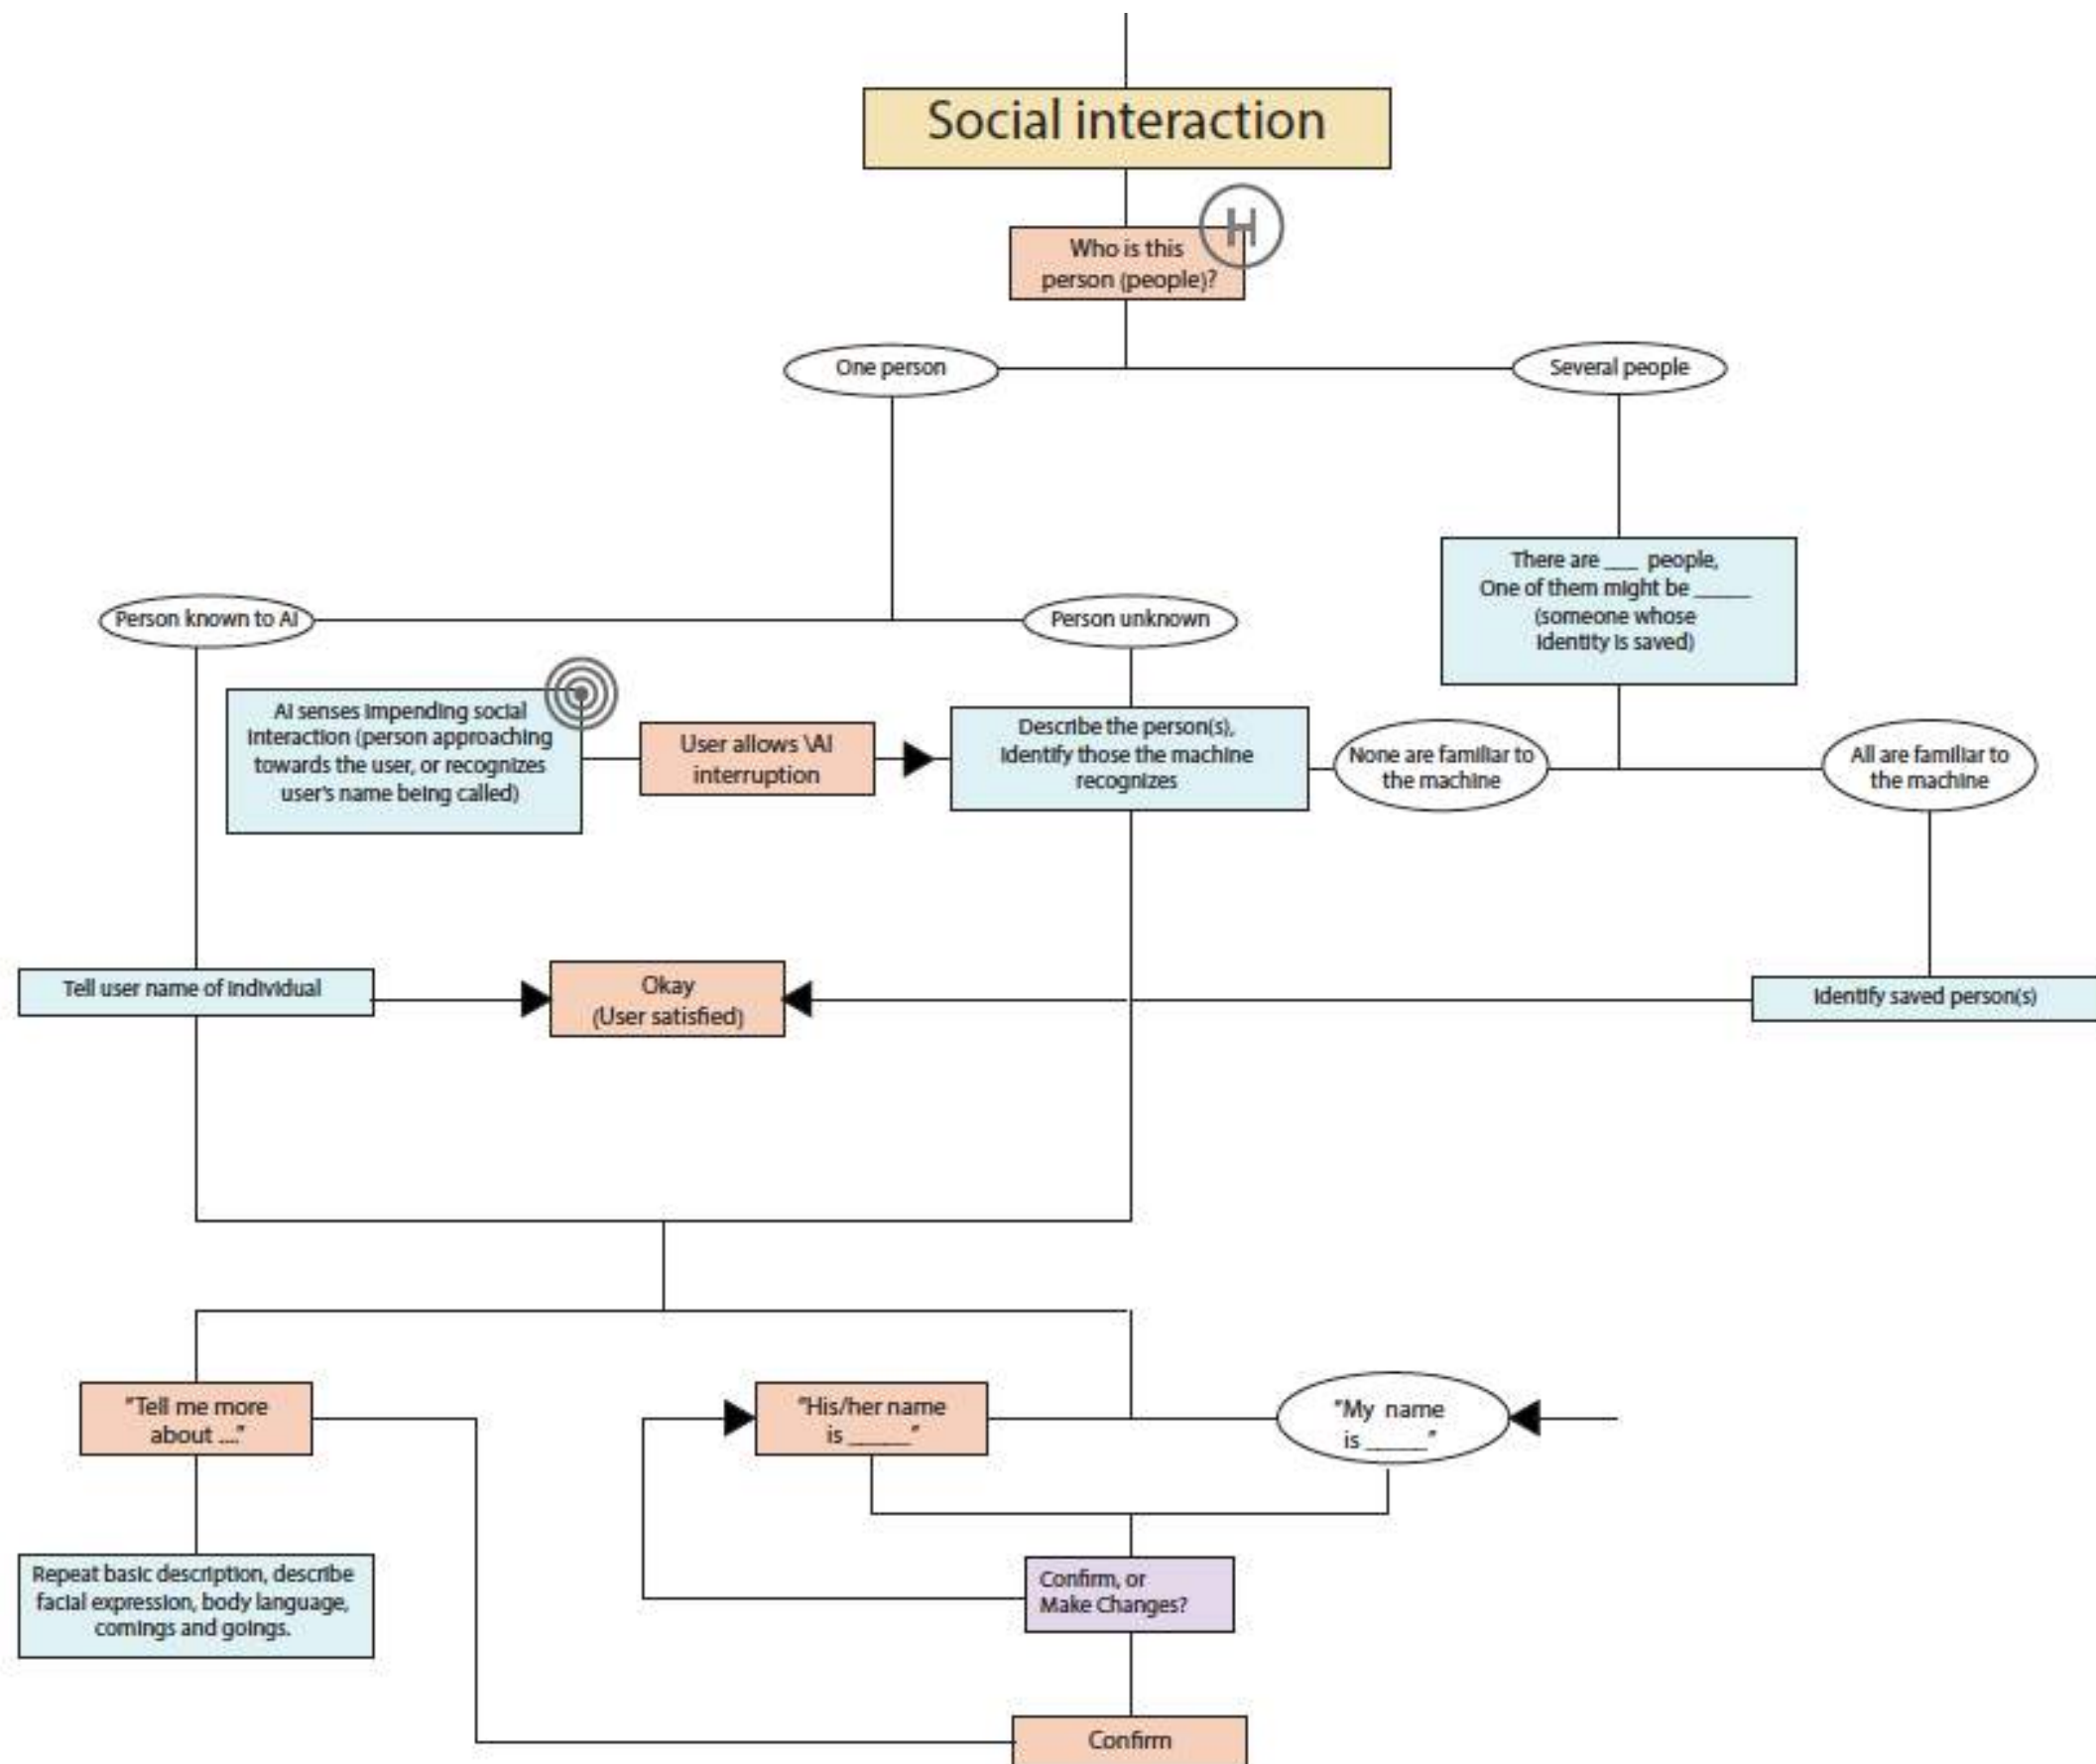 Social interaction
H
Who is this
person (people)?
One person
Several people
There are ___ people,
One of them might be _____
(someone whose
identity is saved)
Person known to AI
Person unknown
AI senses impending social
interaction (person approaching
towards the user, or recognizes
user's name being called)
User allows \AI
interruption
Describe the person(s),
identify those the machine
recognizes
None are familiar to
the machine
All are familiar to
the machine
Tell user name of individual
Okay
(User satisfied)
Identify saved person(s)
"Tell me more
about ...."
"His/her name
is ______"
"My name
is ______"
Repeat basic description, describe
facial expression, body language,
comings and goings.
Confirm, or
Make Changes?
Confirm